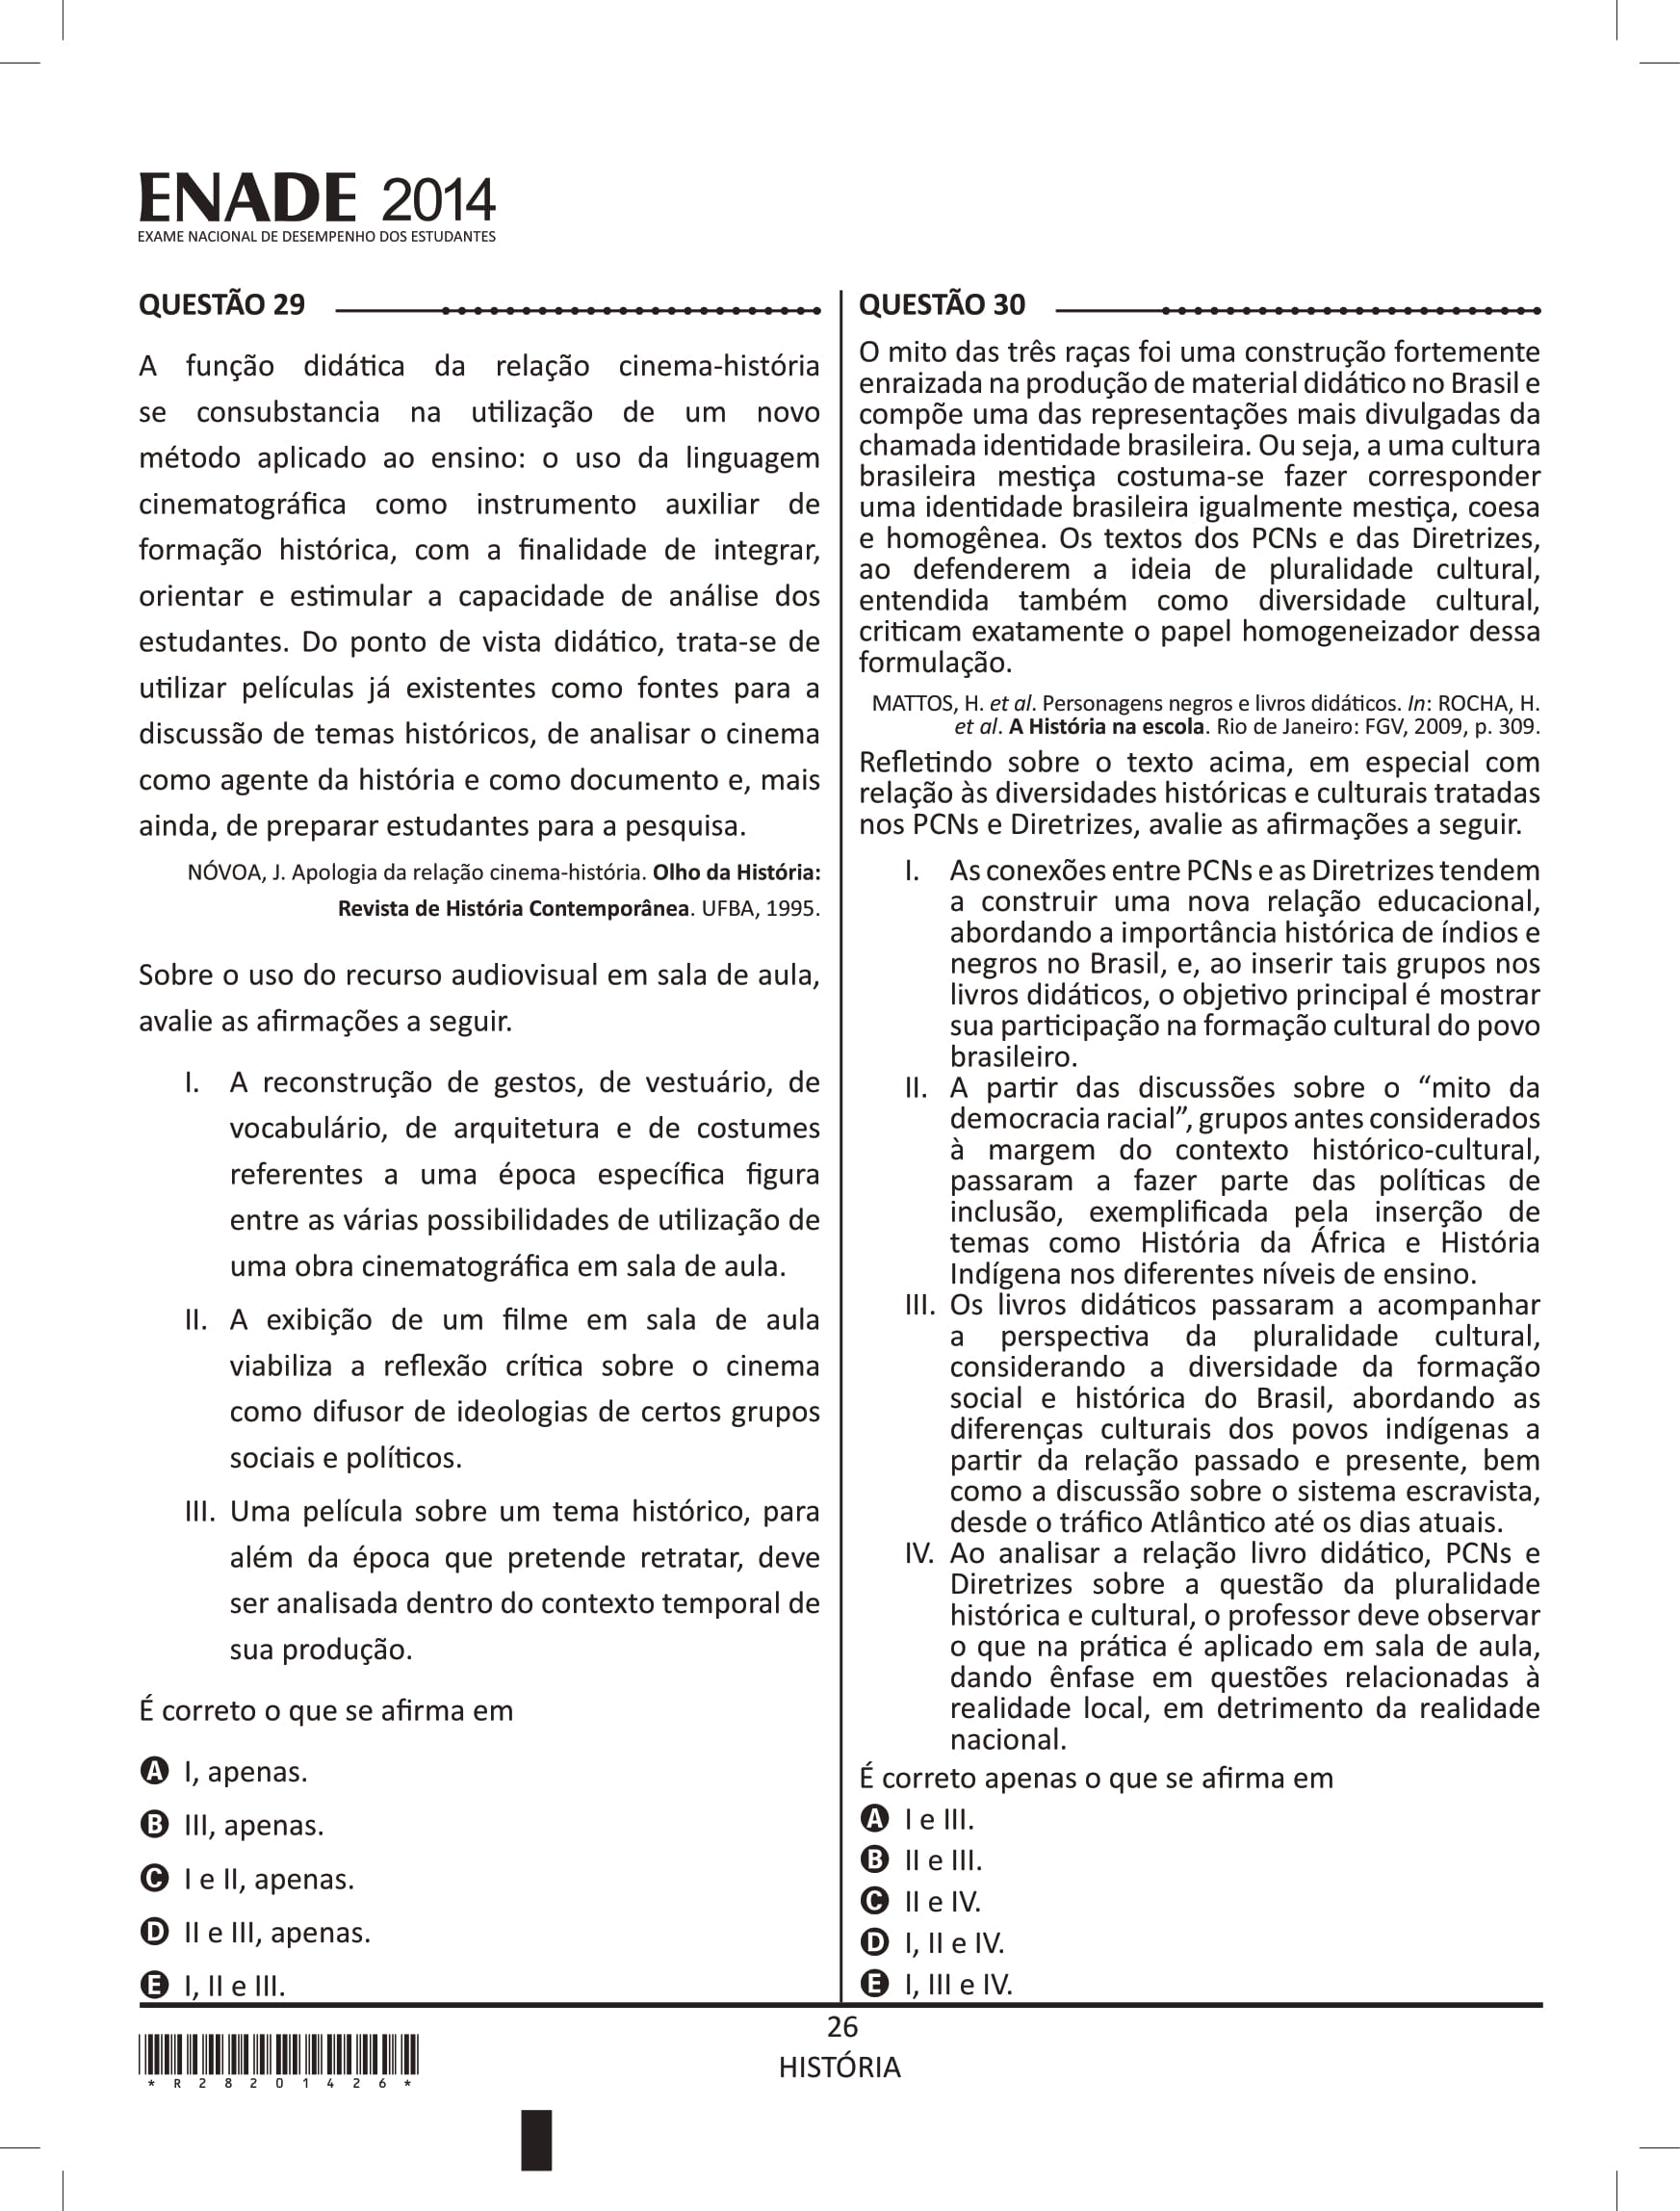 ENADE 2014
EXAME NACIONAL DE DESEMPENHO DOS ESTUDANTES
QUESTÃO 29
A função didática da relação cinema-história
se consubstancia na utilização de um novo
método aplicado ao ensino: o uso da linguagem
cinematográfica como instrumento auxiliar de
formação histórica, com a finalidade de integrar,
orientar e estimular a capacidade de análise dos
estudantes. Do ponto de vista didático, trata-se de
utilizar películas já existentes como fontes para a
discussão de temas históricos, de analisar o cinema
como agente da história e como documento e, mais
ainda, de preparar estudantes para a pesquisa.
NÓVOA, J. Apologia da relação cinema-história. Olho da História:
Revista de História Contemporânea. UFBA, 1995.
Sobre o uso do recurso audiovisual em sala de aula,
avalie as afirmações a seguir.
I. A reconstrução de gestos, de vestuário, de
vocabulário, de arquitetura e de costumes
referentes a uma época específica figura
entre as várias possibilidades de utilização de
uma obra cinematográfica em sala de aula.
II. A exibição de um filme em sala de aula
viabiliza a reflexão crítica sobre o cinema
como difusor de ideologias de certos grupos
sociais e políticos.
III. Uma película sobre um tema histórico, para
além da época que pretende retratar, deve
ser analisada dentro do contexto temporal de
sua produção.
É correto o que se afirma em
A I, apenas.
B III, apenas.
C I e II, apenas.
D II e III, apenas.
E I, II e III.
QUESTÃO 30
O mito das três raças foi uma construção fortemente
enraizada na produção de material didático no Brasil e
compõe uma das representações mais divulgadas da
chamada identidade brasileira. Ou seja, a uma cultura
brasileira mestiça costuma-se fazer corresponder
uma identidade brasileira igualmente mestiça, coesa
e homogênea. Os textos dos PCNs e das Diretrizes,
ao defenderem a ideia de pluralidade cultural,
entendida também como diversidade cultural,
criticam exatamente o papel homogeneizador dessa
formulação.
MATTOS, H. et al. Personagens negros e livros didáticos. In: ROCHA, H.
et al. A História na escola. Rio de Janeiro: FGV, 2009, p. 309.
Refletindo sobre o texto acima, em especial com
relação às diversidades históricas e culturais tratadas
nos PCNs e Diretrizes, avalie as afirmações a seguir.
I. As conexões entre PCNs e as Diretrizes tendem
a construir uma nova relação educacional,
abordando a importância histórica de índios e
negros no Brasil, e, ao inserir tais grupos nos
livros didáticos, o objetivo principal é mostrar
sua participação na formação cultural do povo
brasileiro.
II. A partir das discussões sobre o “mito da
democracia racial”, grupos antes considerados
à margem do contexto histórico-cultural,
passaram a fazer parte das políticas de
inclusão, exemplificada pela inserção de
temas como História da África e História
Indígena nos diferentes níveis de ensino.
III. Os livros didáticos passaram a acompanhar
a perspectiva da pluralidade cultural,
considerando a diversidade da formação
social e histórica do Brasil, abordando as
diferenças culturais dos povos indígenas a
partir da relação passado e presente, bem
como a discussão sobre o sistema escravista,
desde o tráfico Atlântico até os dias atuais.
IV. Ao analisar a relação livro didático, PCNs e
Diretrizes sobre a questão da pluralidade
histórica e cultural, o professor deve observar
o que na prática é aplicado em sala de aula,
dando ênfase em questões relacionadas à
realidade local, em detrimento da realidade
nacional.
É correto apenas o que se afirma em
A I e III.
B II e III.
C II e IV.
D I, II e IV.
E I, III e IV.
26
HISTÓRIA
* R 2 8 2 0 1 4 2 6 *